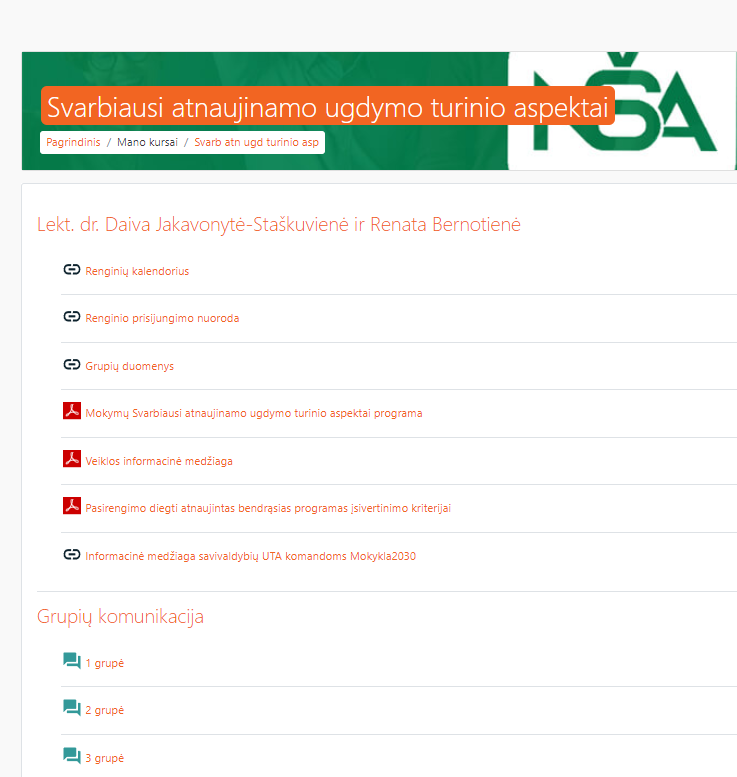 NŠA
Svarbiausi atnaujinamo ugdymo turinio aspektai
Pagrindinis / Mano kursai / Svarb atn ugd turinio asp
Lekt. dr. Daiva Jakavonytė-Staškuvienė ir Renata Bernotienė
Renginių kalendorius
Renginio prisijungimo nuoroda
Grupių duomenys
Mokymų Svarbiausi atnaujinamo ugdymo turinio aspektai programa
Veiklos informacinė medžiaga
Pasirengimo diegti atnaujintas bendrąsias programas įsivertinimo kriterijai
Informacinė medžiaga savivaldybių UTA komandoms Mokykla2030
Grupių komunikacija
1 grupė
2 grupė
3 grupė